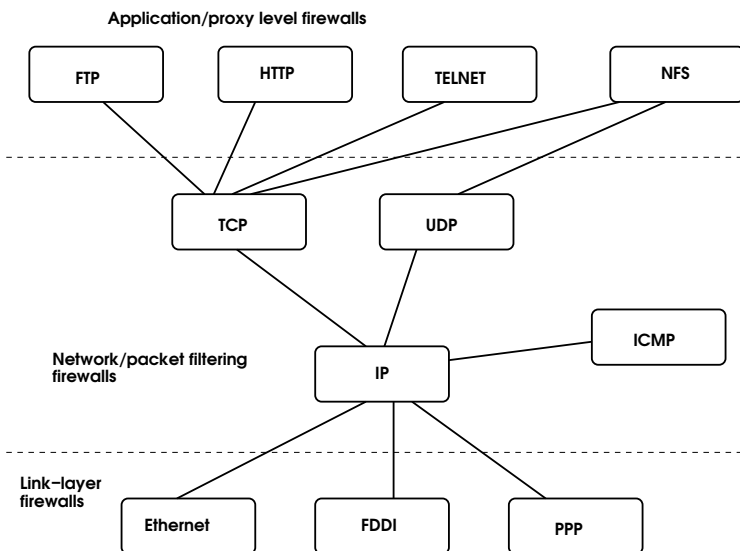 Application/proxy level firewalls
FTP
HTTP
TELNET
NFS
TCP
UDP
ICMP
Network/packet filtering
firewalls
IP
Link−layer
firewalls
Ethernet
FDDI
PPP